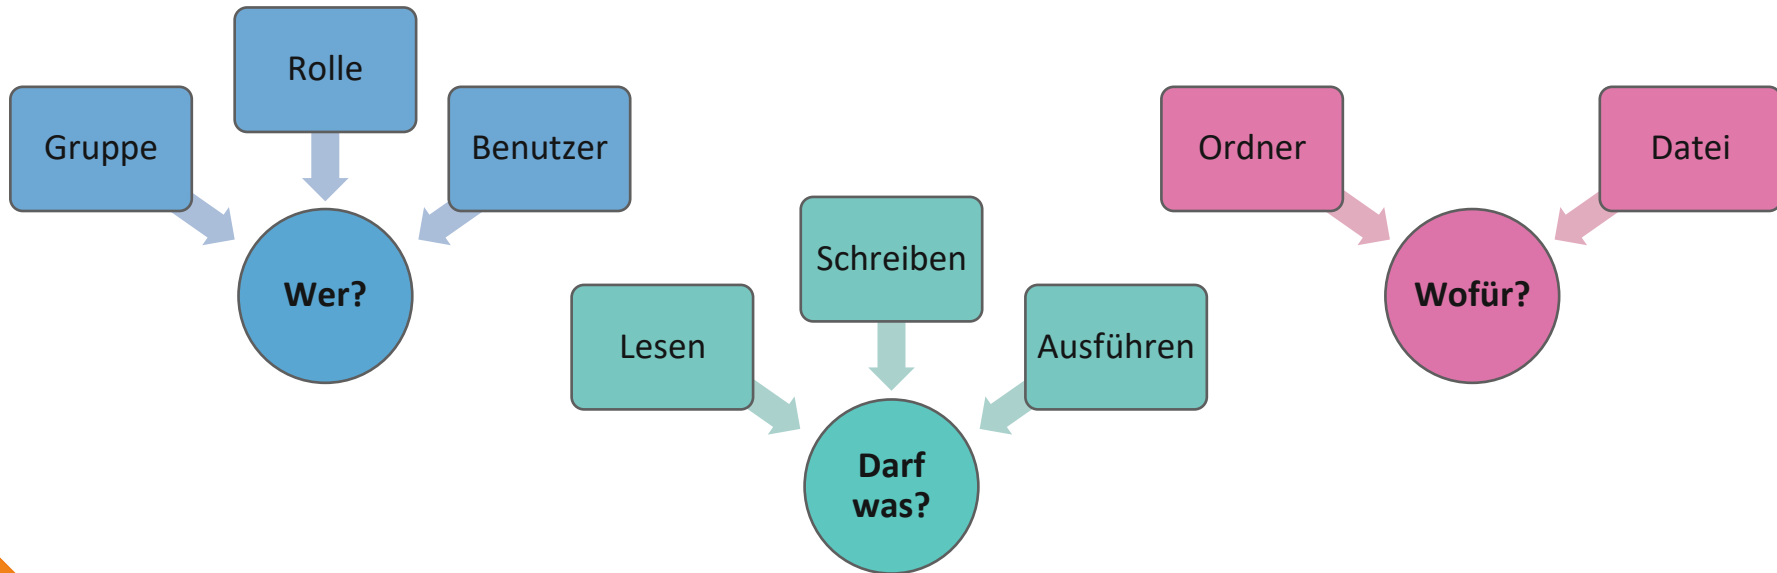 Rolle
Gruppe
Benutzer
Wer?
Schreiben
Lesen
Ausführen
Darf
was?
Ordner
Datei
Wofür?